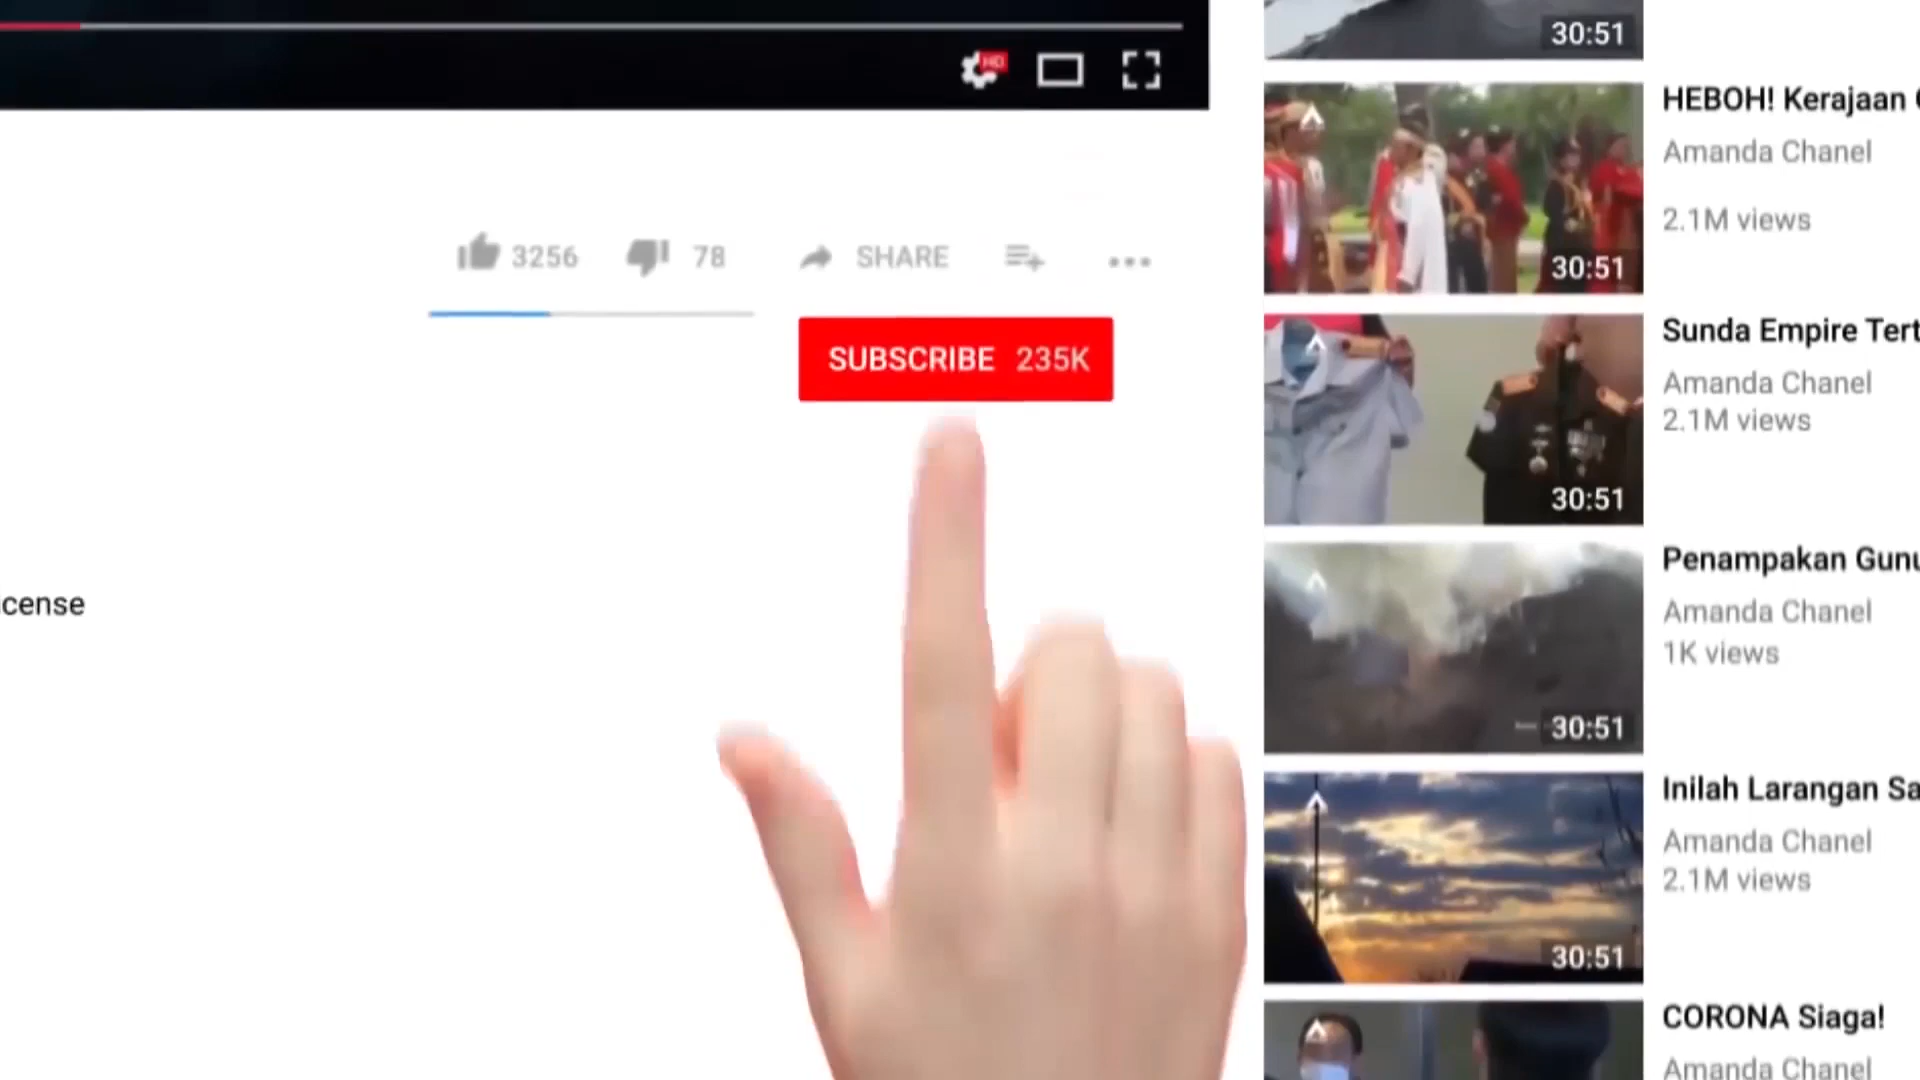 HD
3256 78 SHARE
SUBSCRIBE 235K
icense
30:51
HEBOH! Kerajaan
Amanda Chanel
2.1M views
30:51
Sunda Empire Tert
Amanda Chanel
2.1M views
30:51
Penampakan Gunu
Amanda Chanel
1K views
30:51
Inilah Larangan Sa
Amanda Chanel
2.1M views
30:51
CORONA Siaga!
Amanda Chanel